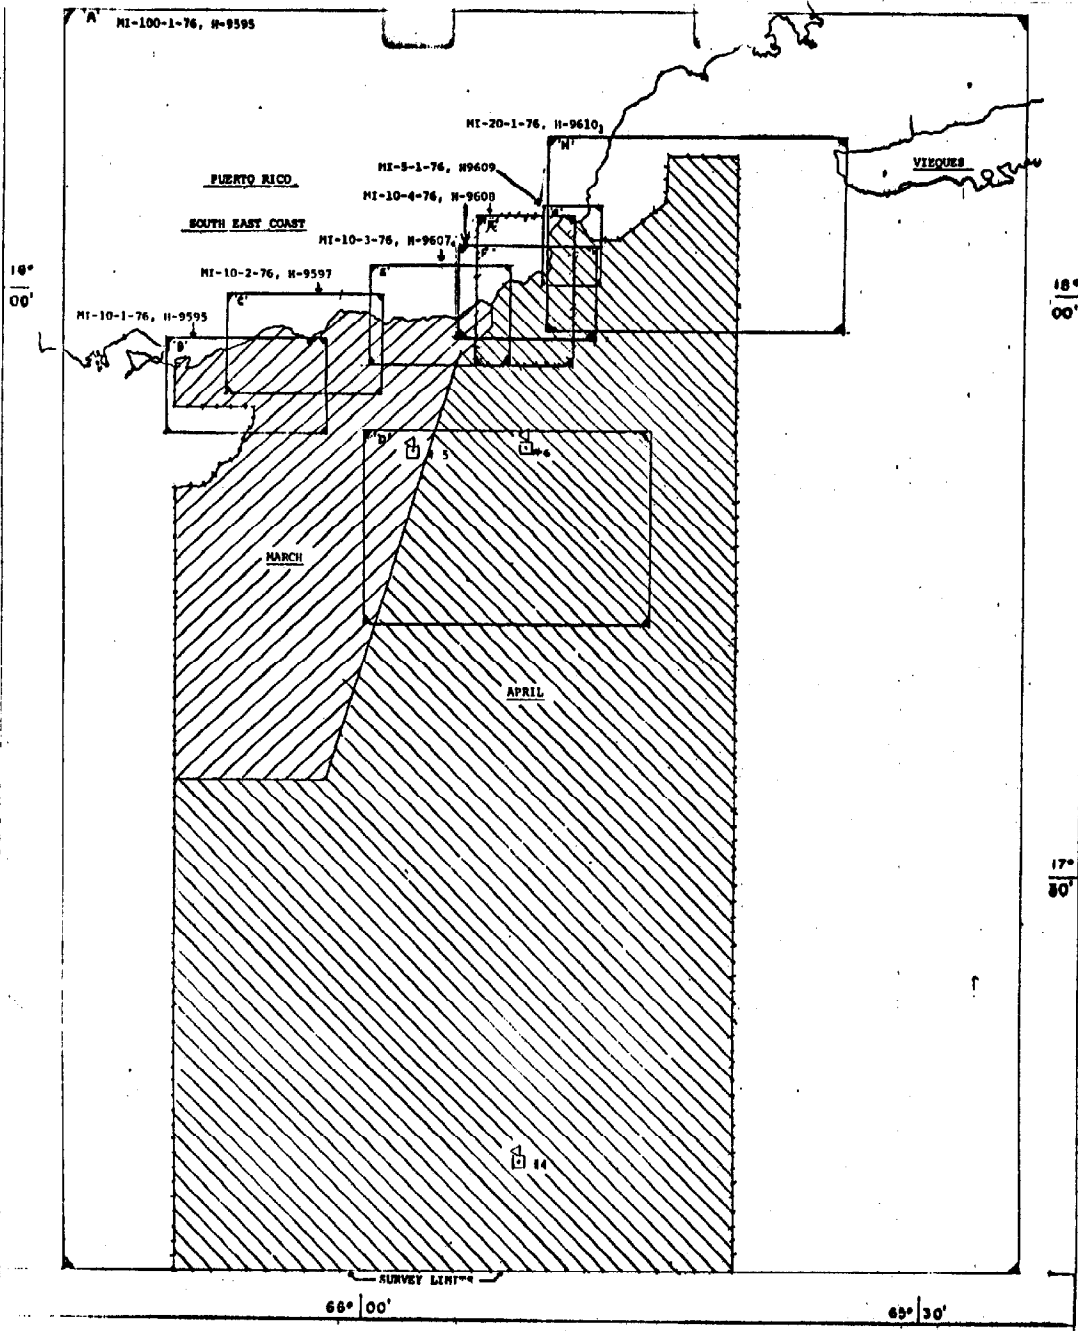 'A'
MI-100-1-76, H-9595
MI-20-1-76, H-9610
'H'
MI-5-1-76, H9609
VIEQUES
PUERTO RICO
MI-10-4-76, H-9608
SOUTH EAST COAST
MI-10-3-76, H-9607
18°
00'
MI-10-2-76, H-9597
'C'
18°
00'
MI-10-1-76, H-9595
'B'
'D'
# 5
#6
MARCH
APRIL
17°
30'
#4
SURVEY LIMITS
66° 00'
65° 30'